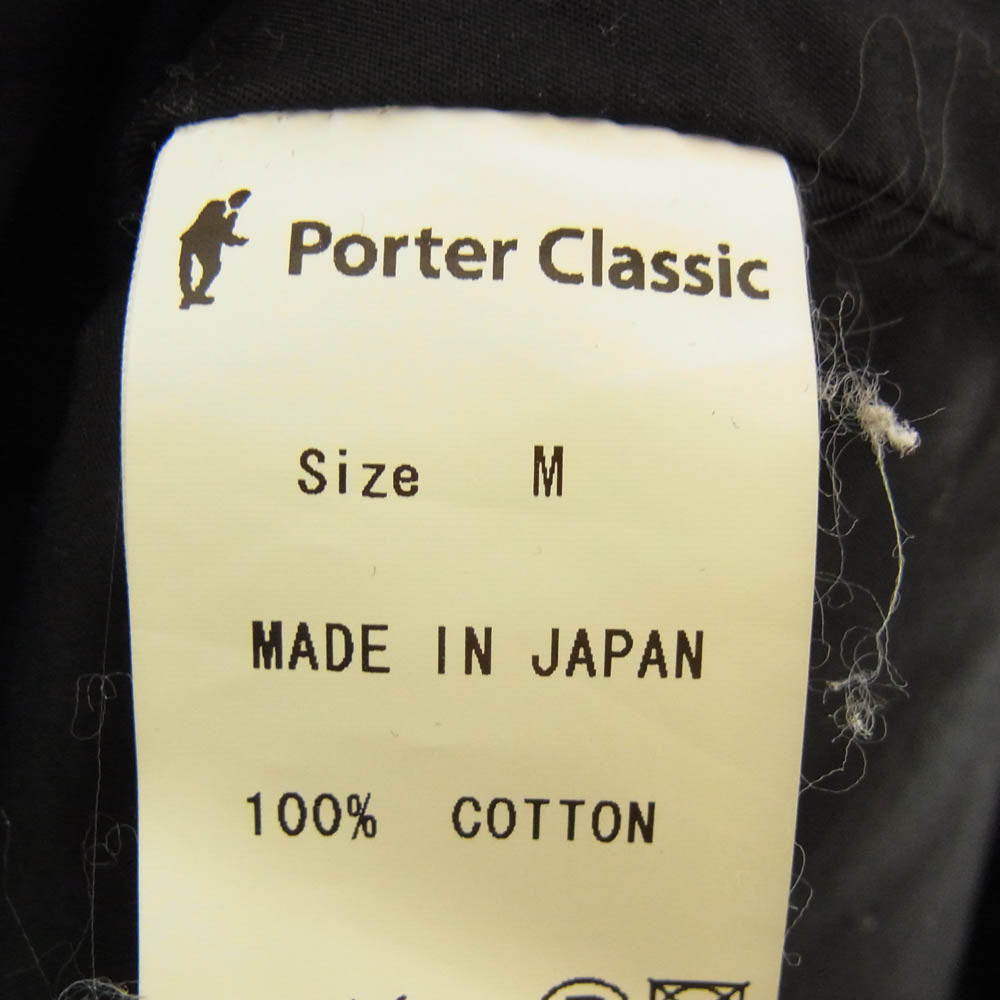 Porter Classic
Size M
MADE IN JAPAN
100% COTTON